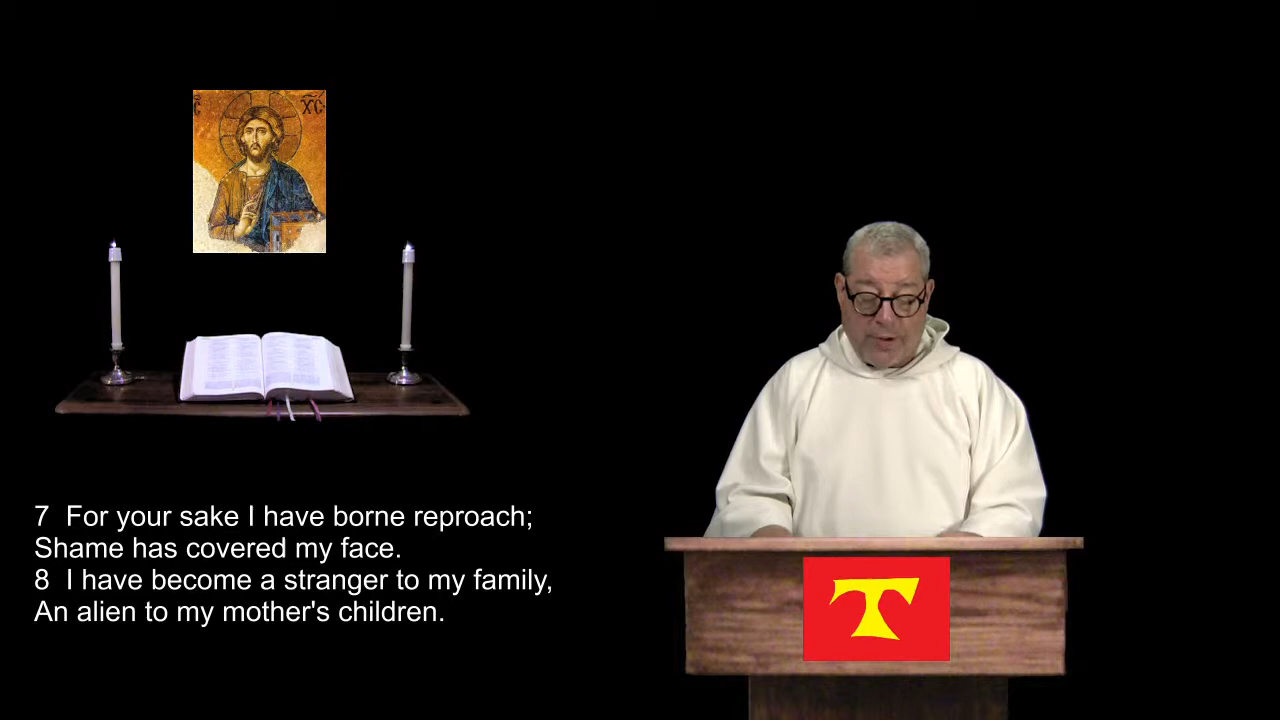 C ΧC
7 For your sake I have borne reproach;
Shame has covered my face.
8 I have become a stranger to my family,
An alien to my mother's children.
T